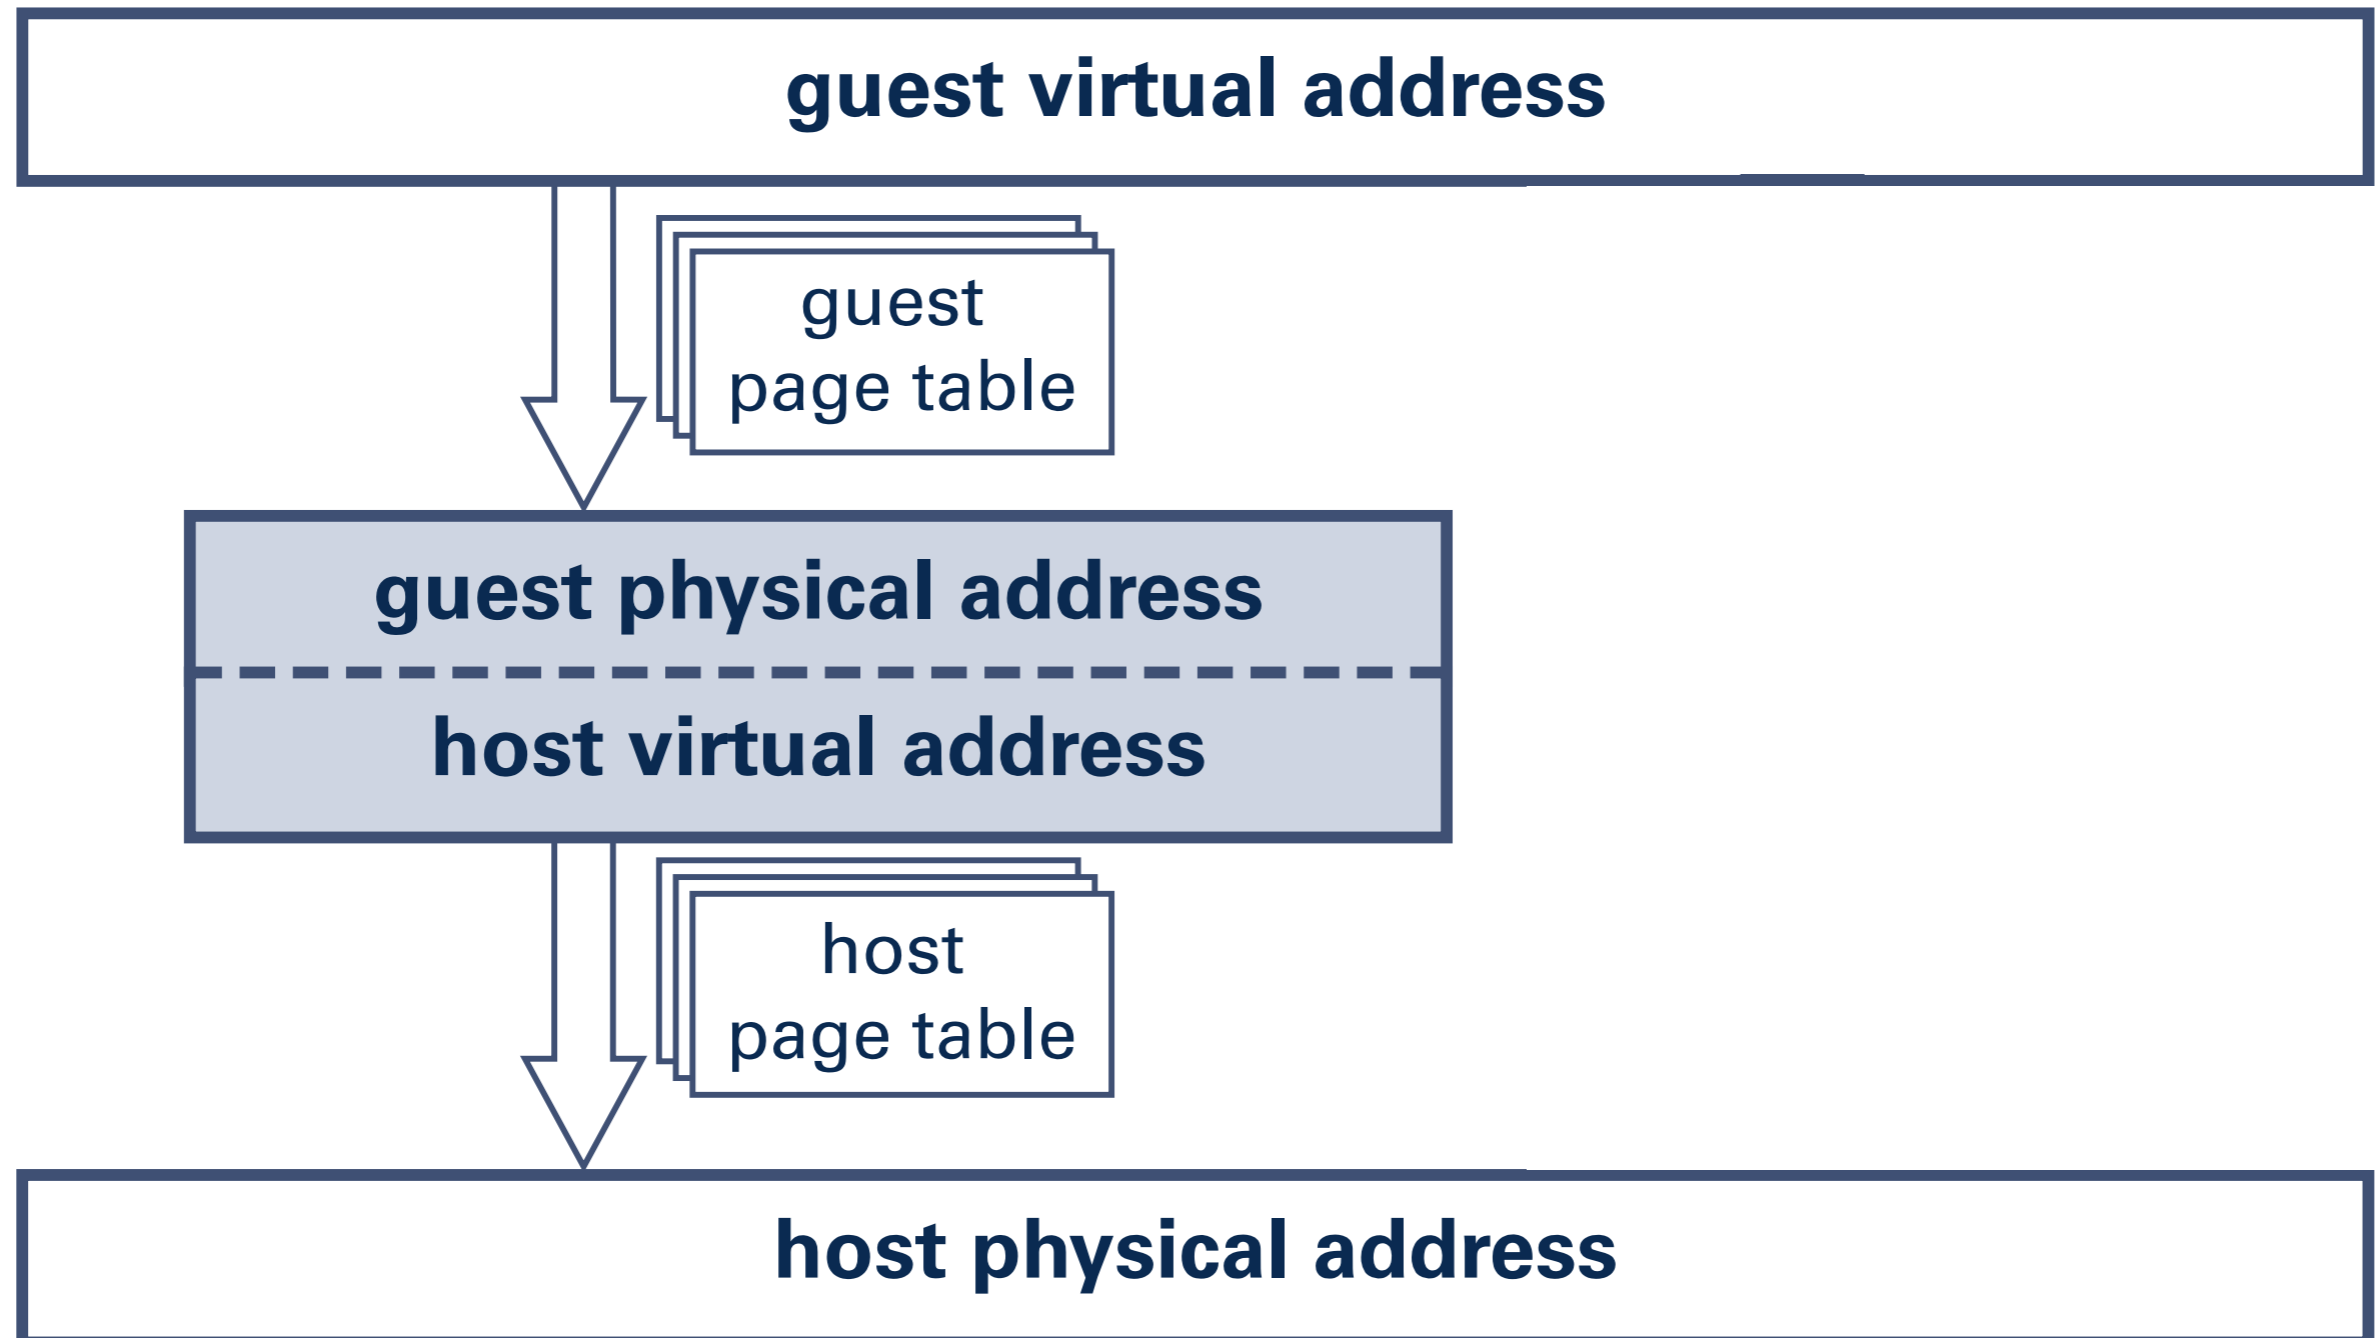 guest virtual address
guest
page table
guest physical address
host virtual address
host
page table
host physical address